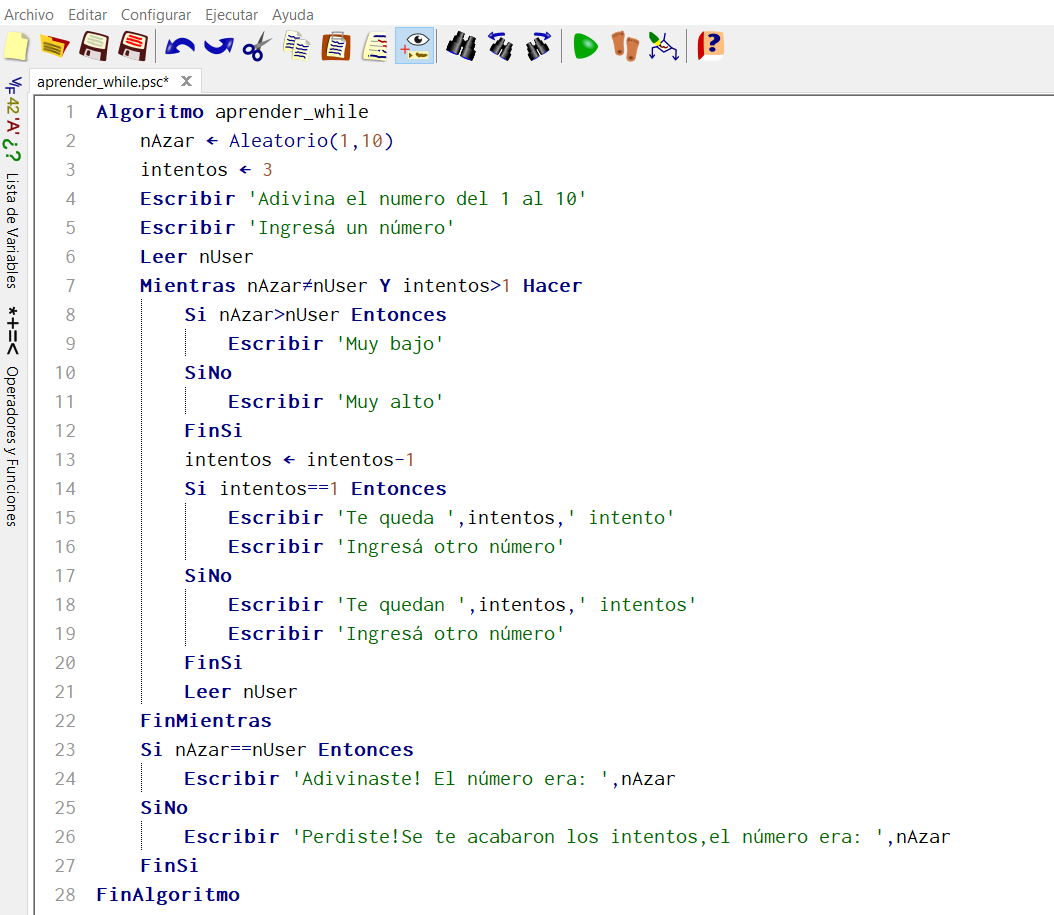 Archivo Editar Configurar Ejecutar Ayuda
aprender_while.psc* X
1 Algoritmo aprender_while
2 nAzar ← Aleatorio(1,10)
3 intentos ← 3
4 Escribir 'Adivina el numero del 1 al 10'
5 Escribir 'Ingresá un número'
6 Leer nUser
7 Mientras nAzar≠nUser Y intentos>1 Hacer
8 Si nAzar>nUser Entonces
9 Escribir 'Muy bajo'
10 SiNo
11 Escribir 'Muy alto'
12 FinSi
13 intentos ← intentos-1
14 Si intentos==1 Entonces
15 Escribir 'Te queda ',intentos,' intento'
16 Escribir 'Ingresá otro número'
17 SiNo
18 Escribir 'Te quedan ',intentos,' intentos'
19 Escribir 'Ingresá otro número'
20 FinSi
21 Leer nUser
22 FinMientras
23 Si nAzar==nUser Entonces
24 Escribir 'Adivinaste! El número era: ',nAzar
25 SiNo
26 Escribir 'Perdiste!Se te acabaron los intentos,el número era: ',nAzar
27 FinSi
28 FinAlgoritmo
V/F 42 'A' ¿? Lista de Variables
*+=< Operadores y Funciones